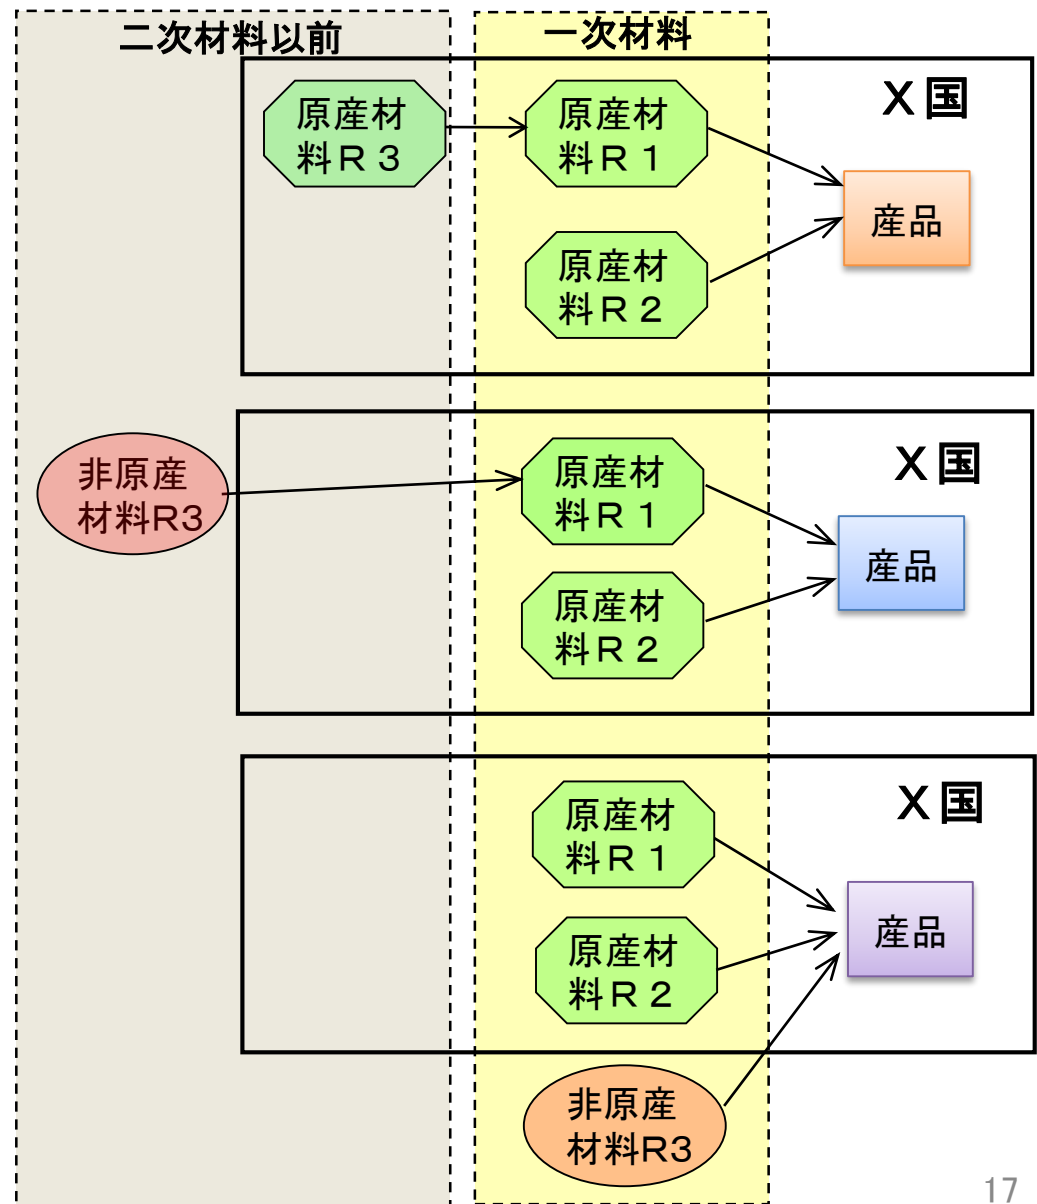 二次材料以前
一次材料
X国
原産材
料R3
原産材
料R1
原産材
料R2
産品
X国
非原産
材料R3
原産材
料R1
原産材
料R2
産品
X国
原産材
料R1
原産材
料R2
産品
非原産
材料R3
17